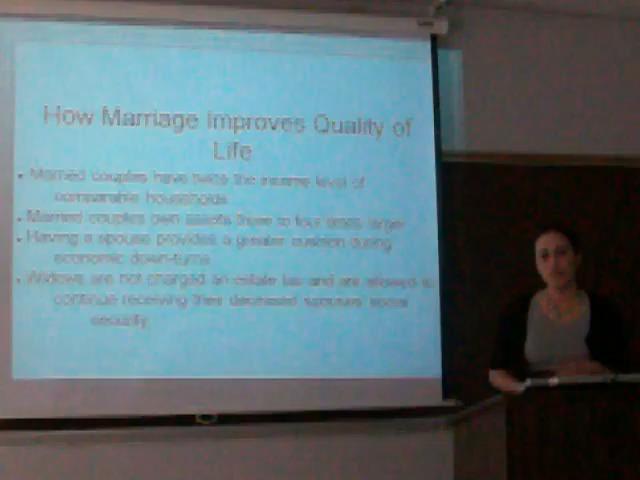 How Marriage Improves Quality of
Life
• Married couples have twice the income level of
comparable households
• Married couples own assets three to four times larger
• Having a spouse provides a greater cushion during
economic down-turns
• Widows are not charged an estate tax and are allowed to
continue receiving their deceased spouses social
security